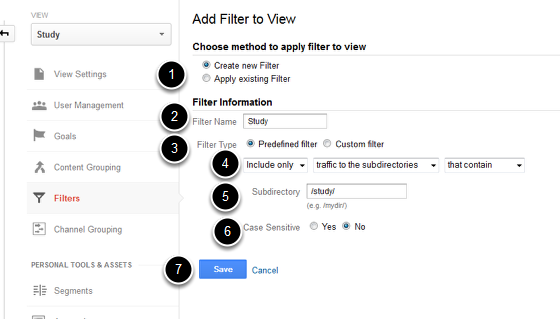 VIEW
Study
View Settings
User Management
Goals
Content Grouping
Filters
Channel Grouping
PERSONAL TOOLS & ASSETS
Segments
Add Filter to View
Choose method to apply filter to view
1
Create new Filter
Apply existing Filter
Filter Information
2
Filter Name Study
3
Filter Type Predefined filter Custom filter
4
Include only traffic to the subdirectories that contain
5
Subdirectory /study/
(e.g. /mydir/)
6
Case Sensitive Yes No
7
Save Cancel